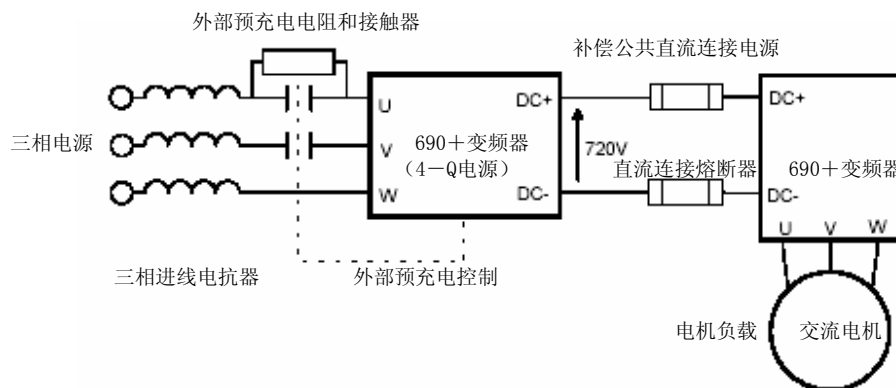 外部预充电电阻和接触器
补偿公共直流连接电源
三相电源
U
V
W
690＋变频器
（4－Q电源）
DC+
DC-
720V
直流连接熔断器
DC+
DC-
690＋变频器
U V W
三相进线电抗器
外部预充电控制
电机负载
交流电机